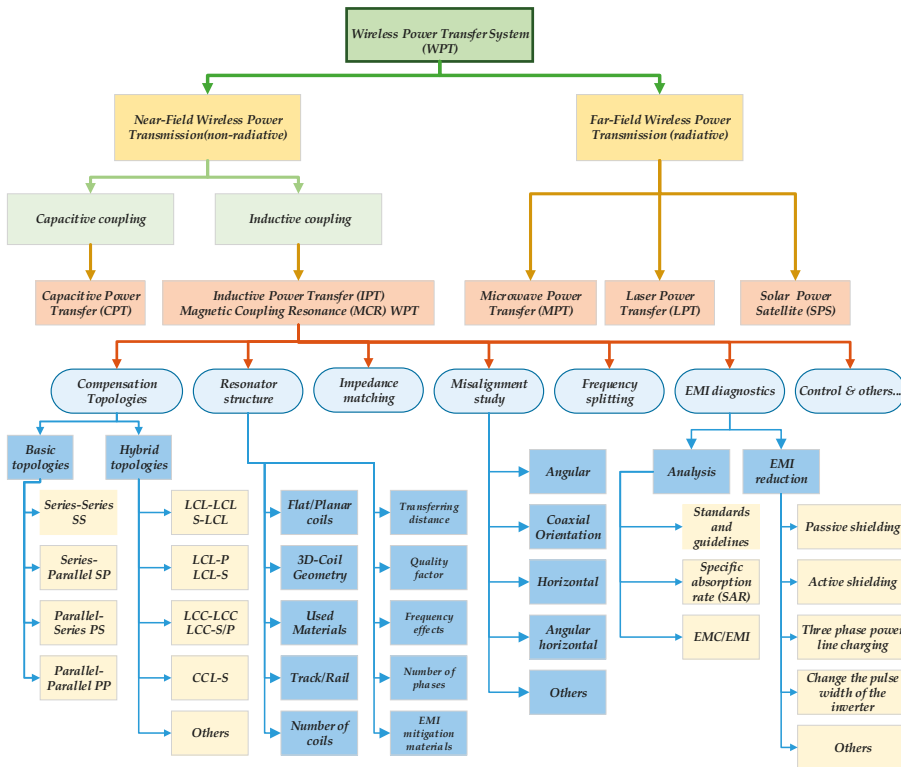 Wireless Power Transfer System
(WPT)
Near-Field Wireless Power
Transmission(non-radiative)
Far-Field Wireless Power
Transmission (radiative)
Capacitive coupling
Inductive coupling
Capacitive Power
Transfer (CPT)
Inductive Power Transfer (IPT)
Magnetic Coupling Resonance (MCR) WPT
Microwave Power
Transfer (MPT)
Laser Power
Transfer (LPT)
Solar Power
Satellite (SPS)
Compensation
Topologies
Resonator
structure
Impedance
matching
Misalignment
study
Frequency
splitting
EMI diagnostics
Control & others...
Basic
topologies
Series-Series
SS
Series-
Parallel SP
Parallel-
Series PS
Parallel-
Parallel PP
Hybrid
topologies
LCL-LCL
S-LCL
LCL-P
LCL-S
LCC-LCC
LCC-S/P
CCL-S
Others
Flat/Planar
coils
3D-Coil
Geometry
Used
Materials
Track/Rail
Number of
coils
Transferring
distance
Quality
factor
Frequency
effects
Number of
phases
EMI
mitigation
materials
Angular
Coaxial
Orientation
Horizontal
Angular
horizontal
Others
Analysis
Standards
and
guidelines
Specific
absorption
rate (SAR)
EMC/EMI
EMI
reduction
Passive shielding
Active shielding
Three phase power
line charging
Change the pulse
width of the
inverter
Others